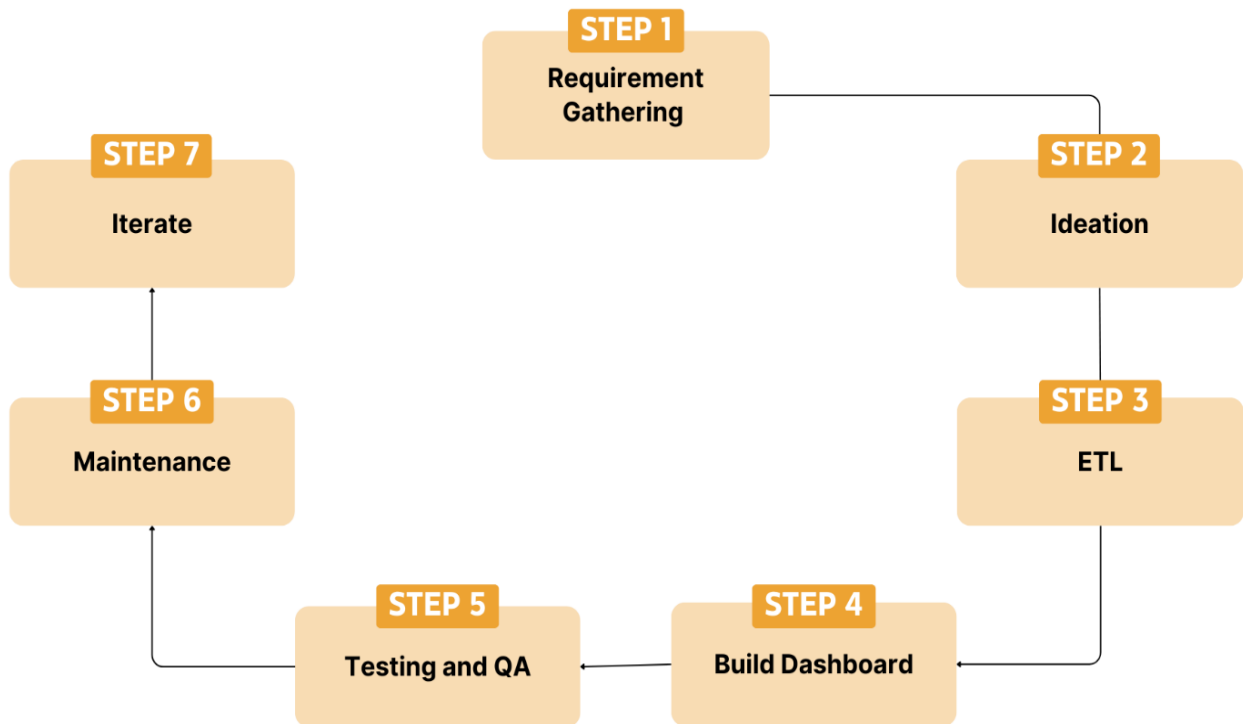 STEP 1
Requirement
Gathering
STEP 2
Ideation
STEP 3
ETL
STEP 4
Build Dashboard
STEP 5
Testing and QA
STEP 6
Maintenance
STEP 7
Iterate